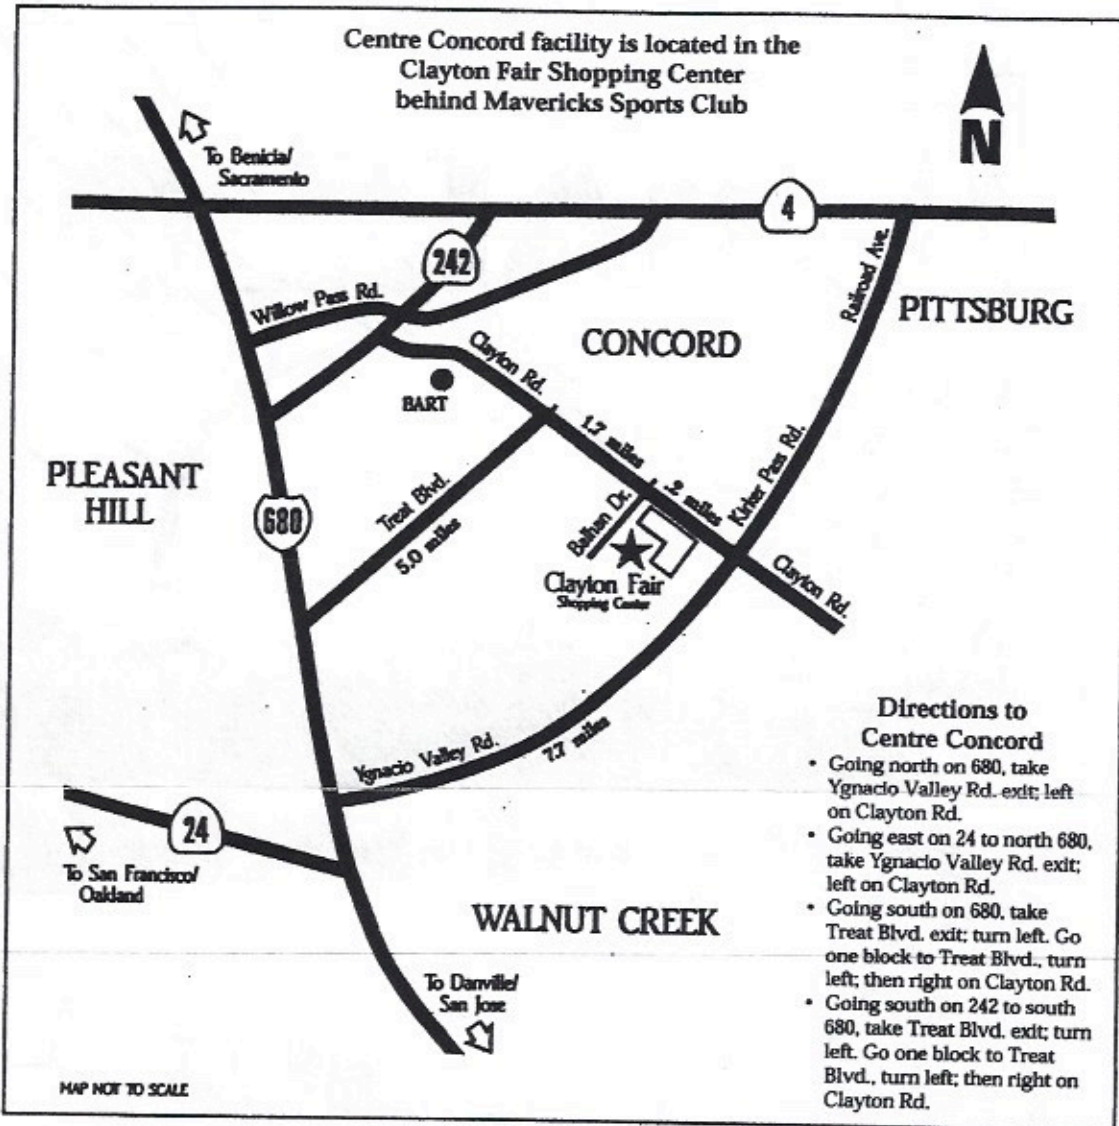 Centre Concord facility is located in the
Clayton Fair Shopping Center
behind Mavericks Sports Club
N
To Benicia/
Sacramento
4
242
Willow Pass Rd.
Railroad Ave.
PITTSBURG
CONCORD
Clayton Rd.
BART
1.7 miles
PLEASANT
HILL
680
Treat Blvd.
5.0 miles
Balhan Dr.
.2 miles
Kirker Pass Rd.
Clayton Fair
Shopping Center
Clayton Rd.
Ygnacio Valley Rd.
7.7 miles
24
To San Francisco/
Oakland
WALNUT CREEK
To Danville/
San Jose
MAP NOT TO SCALE
Directions to
Centre Concord
• Going north on 680, take
Ygnacio Valley Rd. exit; left
on Clayton Rd.
• Going east on 24 to north 680,
take Ygnacio Valley Rd. exit;
left on Clayton Rd.
• Going south on 680, take
Treat Blvd. exit; turn left. Go
one block to Treat Blvd., turn
left; then right on Clayton Rd.
• Going south on 242 to south
680, take Treat Blvd. exit; turn
left. Go one block to Treat
Blvd., turn left; then right on
Clayton Rd.